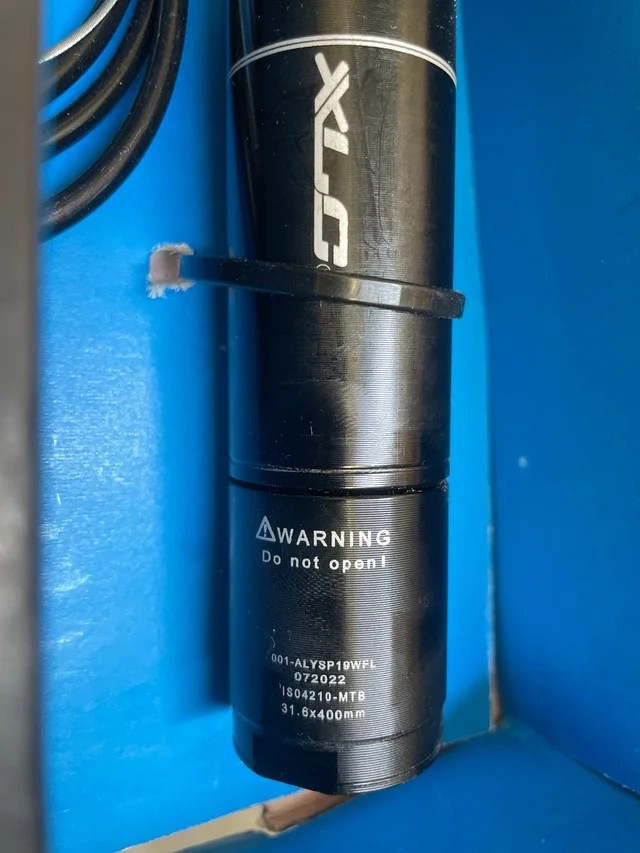 XLC
WARNING
Do not open!
001-ALYSP19WFL
072022
ISO4210-MTB
31.6x400mm